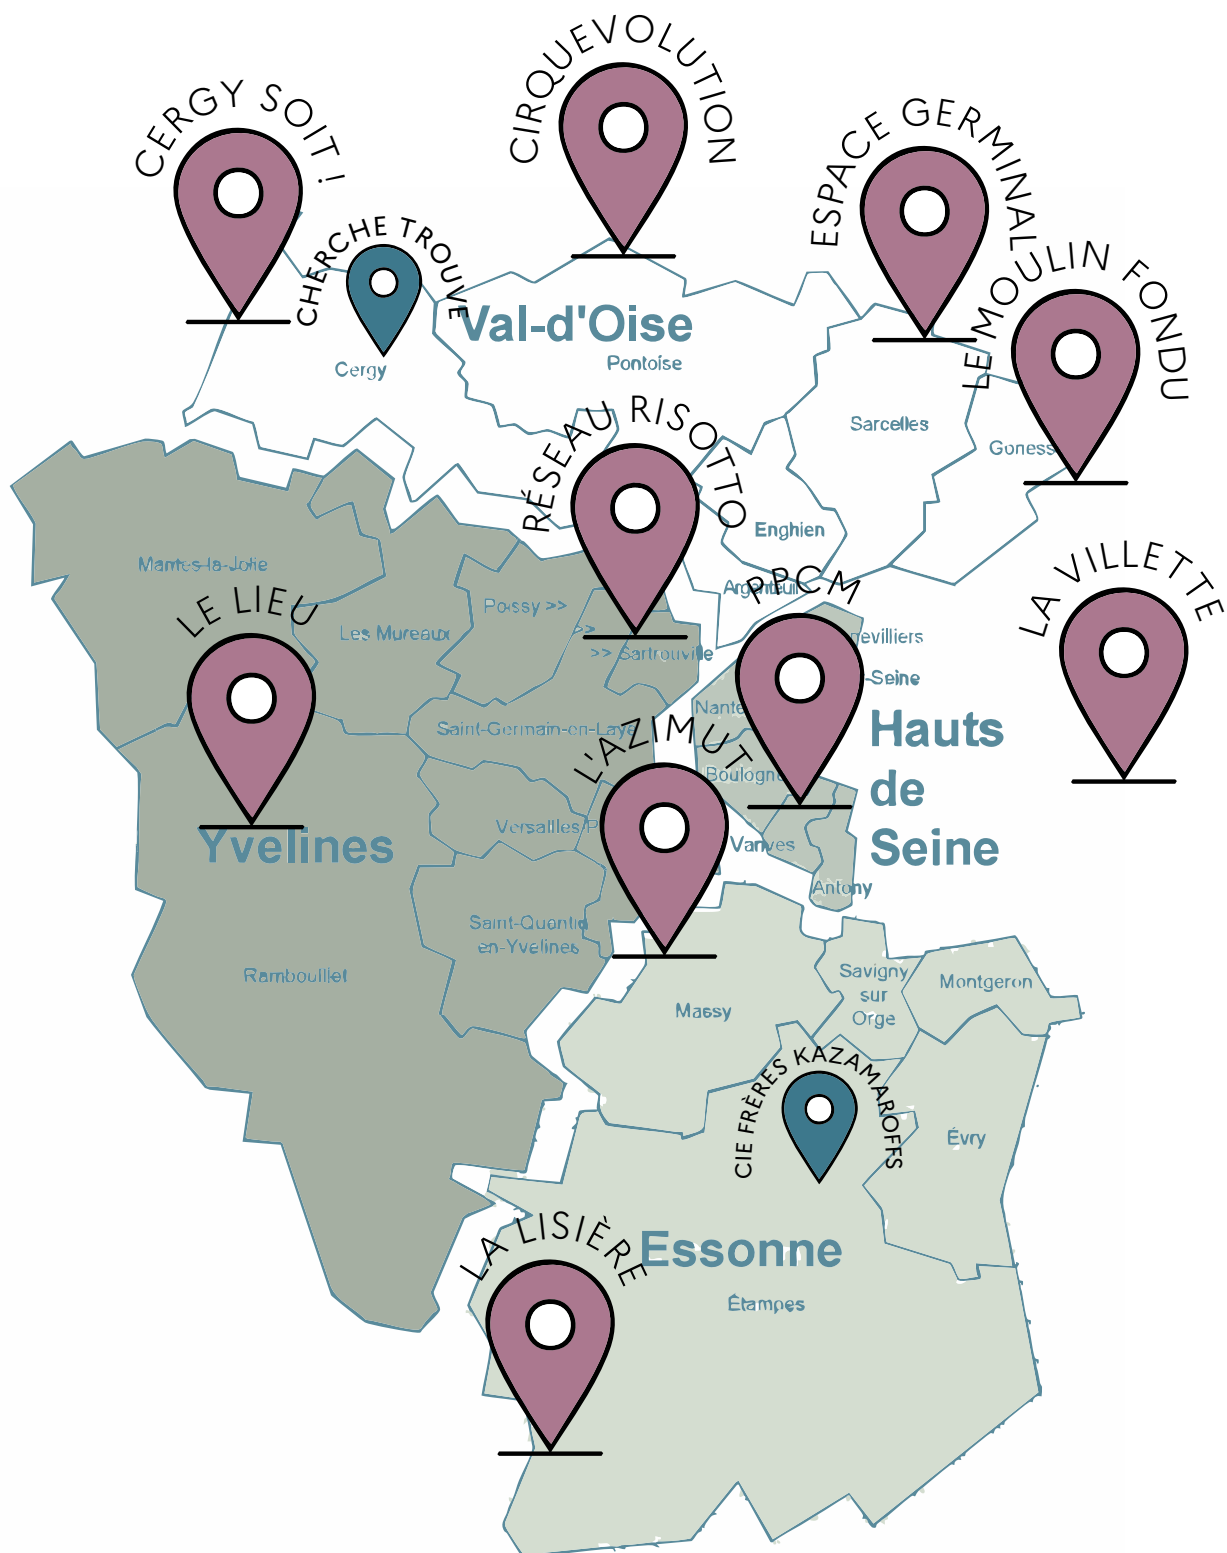 CIRQUEVOLUTION
CERGY SOIT !
ESPACE GERMINAL
CHERCHE TROUVE
LE MOULIN FONDU
Val-d'Oise
Cergy
Pontoise
RÉSEAU RISOTTO
Sarcelles
Goness
Enghien
Mantes-la-Jolie
PPCM
Argenteuil
LA VILLETTE
LE LIEU
Poissy >>
Les Mureaux
>>
>> Sartrouville
nevilliers
-Seine
Nante
Saint-Germain-en-Laye
L'AZIMUT
Hauts
de
Seine
Boulogne
Versailles-P
Vanves
Yvelines
Antony
Saint-Quentin
en-Yvelines
Rambouillet
Massy
Savigny
sur
Orge
Montgeron
CIE FRÈRES KAZAMAROFFS
Évry
LA LISIÈRE
Essonne
Étampes